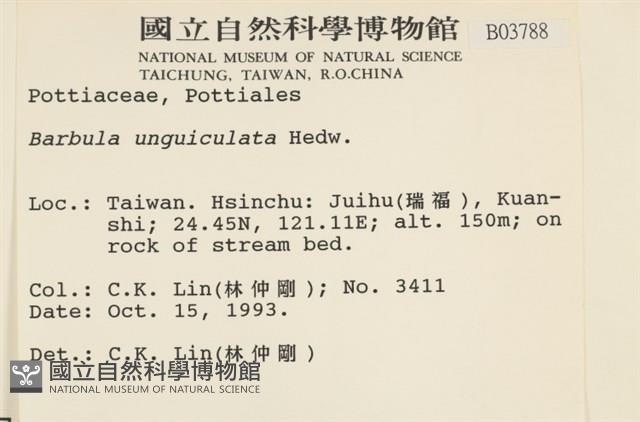 國立自然科學博物館 B03788
NATIONAL MUSEUM OF NATURAL SCIENCE
TAICHUNG, TAIWAN, R.O.CHINA
Pottiaceae, Pottiales
Barbula unguiculata Hedw.
Loc.: Taiwan. Hsinchu: Juihu(瑞福), Kuan-
shi; 24.45N, 121.11E; alt. 150m; on
rock of stream bed.
Col.: C.K. Lin(林仲剛); No. 3411
Date: Oct. 15, 1993.
Det.: C.K. Lin(林仲剛)
國立自然科學博物館
NATIONAL MUSEUM OF NATURAL SCIENCE